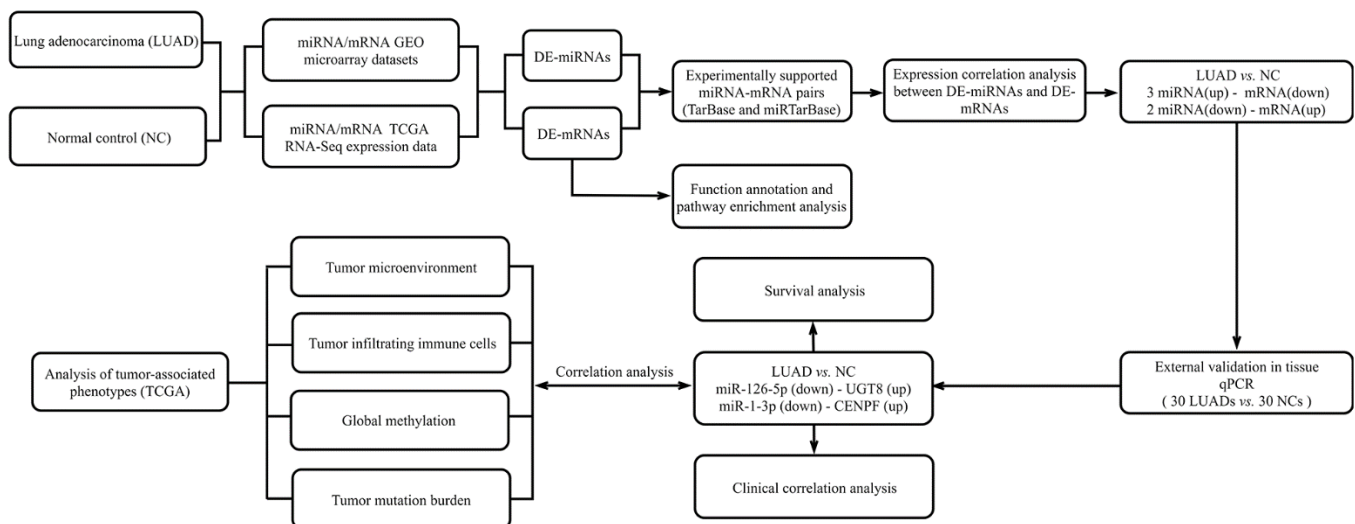 Lung adenocarcinoma (LUAD)
Normal control (NC)
miRNA/mRNA GEO
microarray datasets
miRNA/mRNA TCGA
RNA-Seq expression data
DE-miRNAs
DE-mRNAs
Experimentally supported
miRNA-mRNA pairs
(TarBase and miRTarBase)
Function annotation and
pathway enrichment analysis
Expression correlation analysis
between DE-miRNAs and DE-
mRNAs
LUAD vs. NC
3 miRNA(up) - mRNA(down)
2 miRNA(down) - mRNA(up)
External validation in tissue
qPCR
( 30 LUADs vs. 30 NCs )
Survival analysis
LUAD vs. NC
miR-126-5p (down) - UGT8 (up)
miR-1-3p (down) - CENPF (up)
Clinical correlation analysis
Correlation analysis
Tumor microenvironment
Tumor infiltrating immune cells
Global methylation
Tumor mutation burden
Analysis of tumor-associated
phenotypes (TCGA)